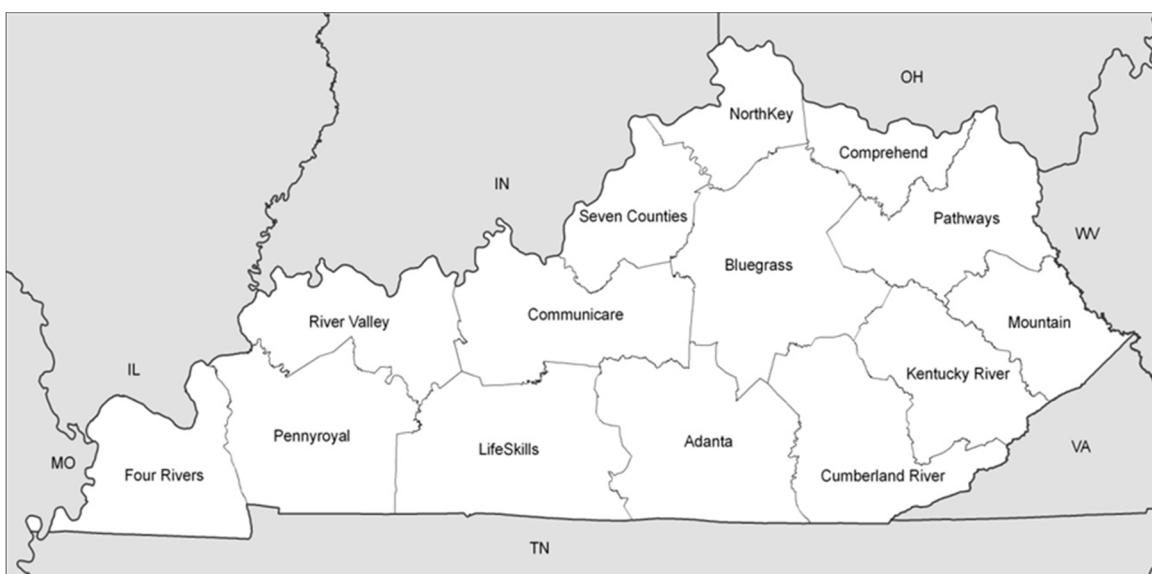 OH
NorthKey
Comprehend
IN
Seven Counties
Pathways
WV
Bluegrass
River Valley
Communicare
Mountain
IL
Kentucky River
Pennyroyal
LifeSkills
Adanta
VA
MO
Four Rivers
Cumberland River
TN